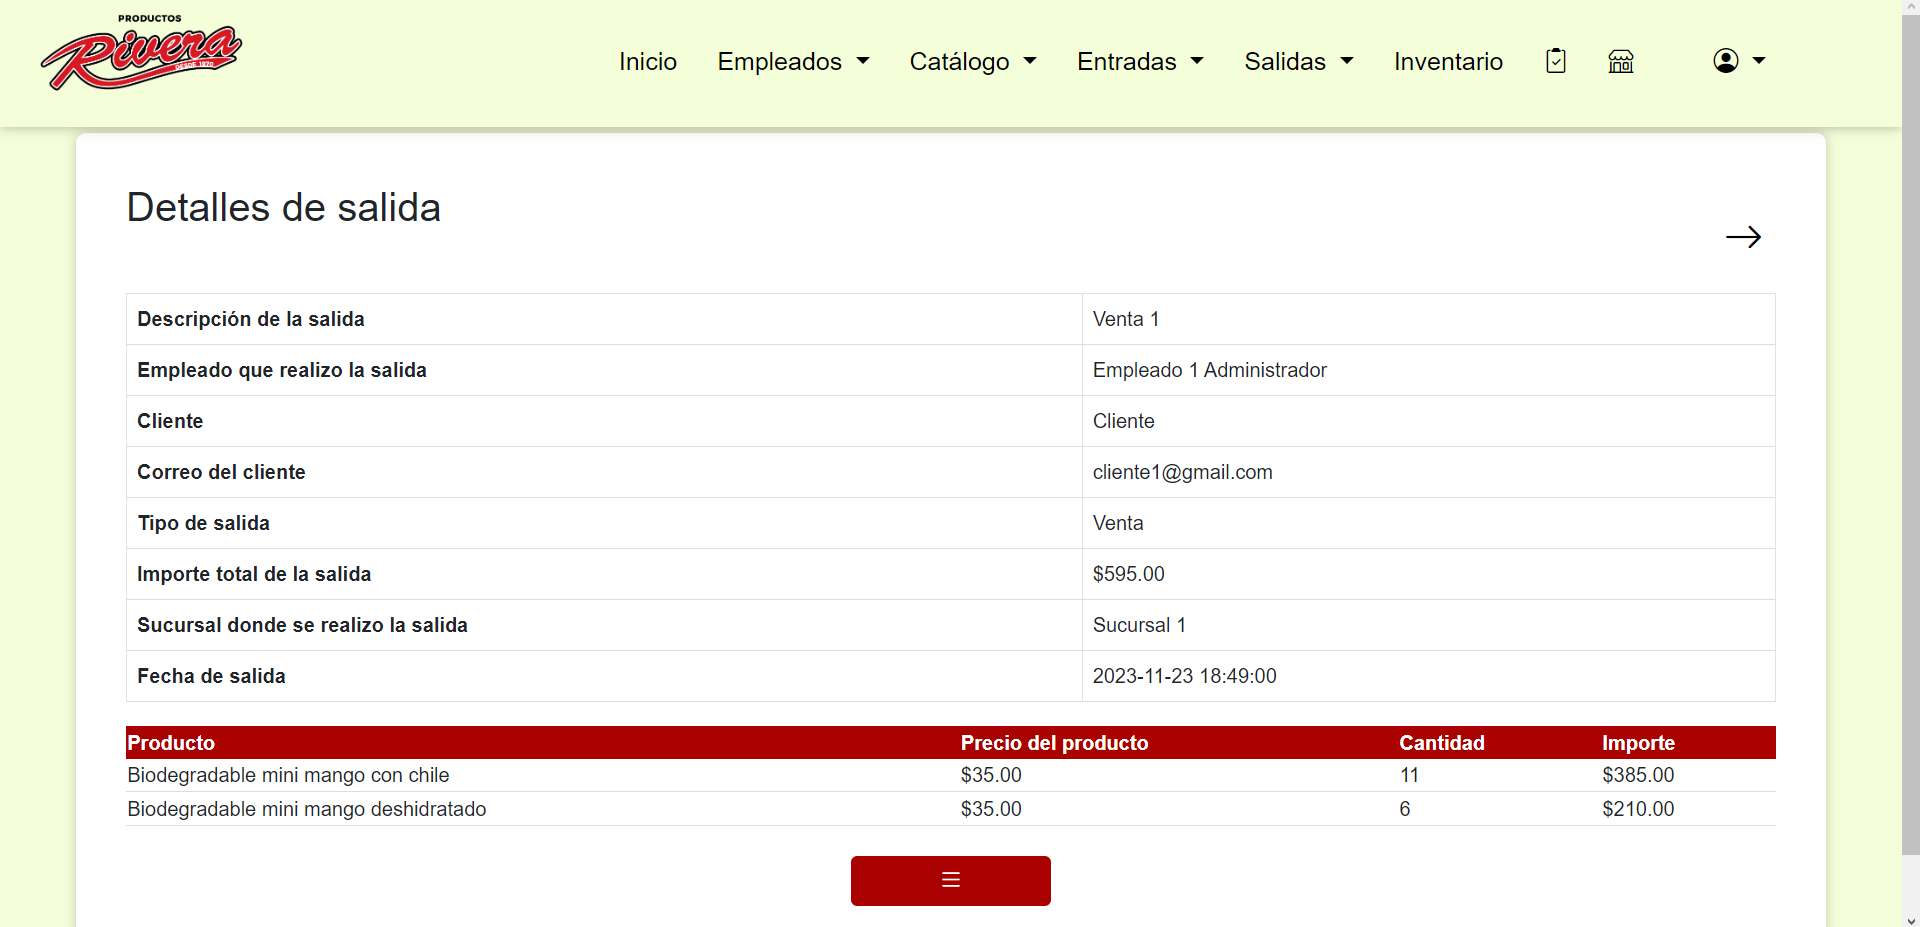 PRODUCTOS
Rivera
DESDE 1970
Inicio Empleados Catálogo Entradas Salidas Inventario
Detalles de salida
Descripción de la salida Venta 1
Empleado que realizo la salida Empleado 1 Administrador
Cliente Cliente
Correo del cliente cliente1@gmail.com
Tipo de salida Venta
Importe total de la salida $595.00
Sucursal donde se realizo la salida Sucursal 1
Fecha de salida 2023-11-23 18:49:00
Producto Precio del producto Cantidad Importe
Biodegradable mini mango con chile $35.00 11 $385.00
Biodegradable mini mango deshidratado $35.00 6 $210.00